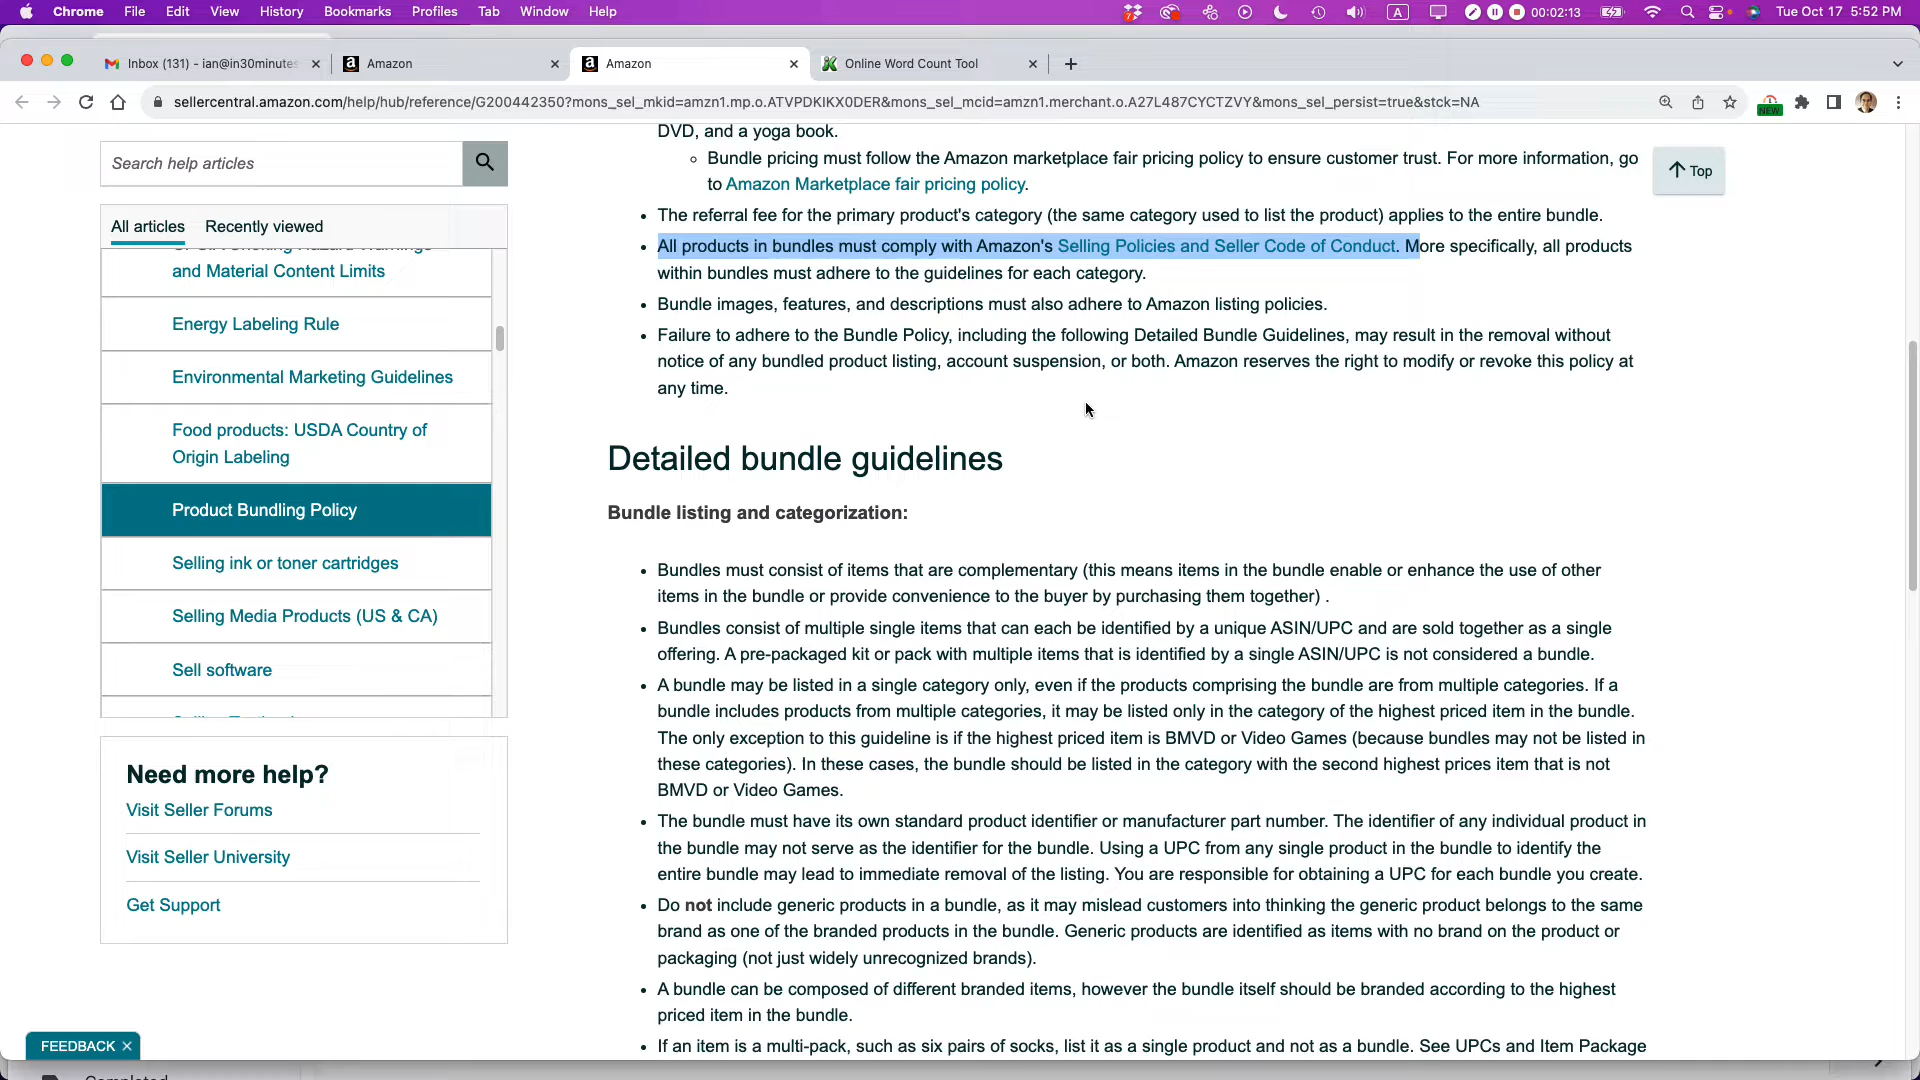 Chrome File Edit View History Bookmarks Profiles Tab Window Help A 00:02:13 Tue Oct 17 5:52 PM
Inbox (131) - ian@in30minutes Amazon Amazon Online Word Count Tool
sellercentral.amazon.com/help/hub/reference/G200442350?mons_sel_mkid=amzn1.mp.o.ATVPDKIKX0DER&mons_sel_mcid=amzn1.merchant.o.A27L487CYCTZVY&mons_sel_persist=true&stck=NA
NEW
Search help articles
All articles Recently viewed
and Material Content Limits
Energy Labeling Rule
Environmental Marketing Guidelines
Food products: USDA Country of
Origin Labeling
Product Bundling Policy
Selling ink or toner cartridges
Selling Media Products (US & CA)
Sell software
Need more help?
Visit Seller Forums
Visit Seller University
Get Support
FEEDBACK ×
DVD, and a yoga book.
Bundle pricing must follow the Amazon marketplace fair pricing policy to ensure customer trust. For more information, go
to Amazon Marketplace fair pricing policy.
The referral fee for the primary product's category (the same category used to list the product) applies to the entire bundle.
All products in bundles must comply with Amazon's Selling Policies and Seller Code of Conduct. More specifically, all products
within bundles must adhere to the guidelines for each category.
Bundle images, features, and descriptions must also adhere to Amazon listing policies.
Failure to adhere to the Bundle Policy, including the following Detailed Bundle Guidelines, may result in the removal without
notice of any bundled product listing, account suspension, or both. Amazon reserves the right to modify or revoke this policy at
any time.
Top
Detailed bundle guidelines
Bundle listing and categorization:
Bundles must consist of items that are complementary (this means items in the bundle enable or enhance the use of other
items in the bundle or provide convenience to the buyer by purchasing them together) .
Bundles consist of multiple single items that can each be identified by a unique ASIN/UPC and are sold together as a single
offering. A pre-packaged kit or pack with multiple items that is identified by a single ASIN/UPC is not considered a bundle.
A bundle may be listed in a single category only, even if the products comprising the bundle are from multiple categories. If a
bundle includes products from multiple categories, it may be listed only in the category of the highest priced item in the bundle.
The only exception to this guideline is if the highest priced item is BMVD or Video Games (because bundles may not be listed in
these categories). In these cases, the bundle should be listed in the category with the second highest prices item that is not
BMVD or Video Games.
The bundle must have its own standard product identifier or manufacturer part number. The identifier of any individual product in
the bundle may not serve as the identifier for the bundle. Using a UPC from any single product in the bundle to identify the
entire bundle may lead to immediate removal of the listing. You are responsible for obtaining a UPC for each bundle you create.
Do not include generic products in a bundle, as it may mislead customers into thinking the generic product belongs to the same
brand as one of the branded products in the bundle. Generic products are identified as items with no brand on the product or
packaging (not just widely unrecognized brands).
A bundle can be composed of different branded items, however the bundle itself should be branded according to the highest
priced item in the bundle.
If an item is a multi-pack, such as six pairs of socks, list it as a single product and not as a bundle. See UPCs and Item Package